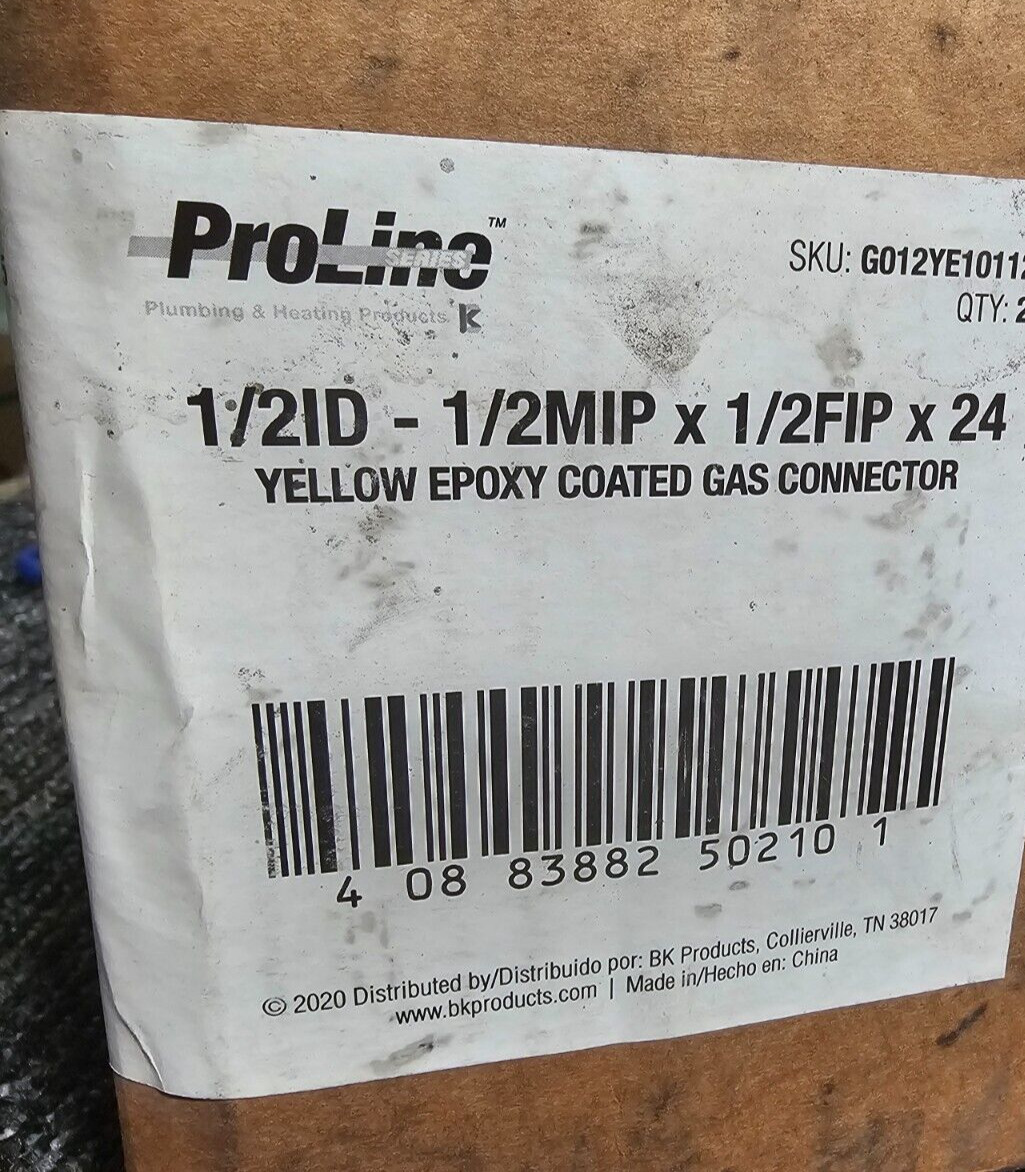 ProLine™
SERIES
Plumbing & Heating Products K
SKU: G012YE1011
QTY: 2
1/2ID - 1/2MIP x 1/2FIP x 24
YELLOW EPOXY COATED GAS CONNECTOR
4 08 83882 50210 1
© 2020 Distributed by/Distribuido por: BK Products, Collierville, TN 38017
www.bkproducts.com | Made in/Hecho en: China